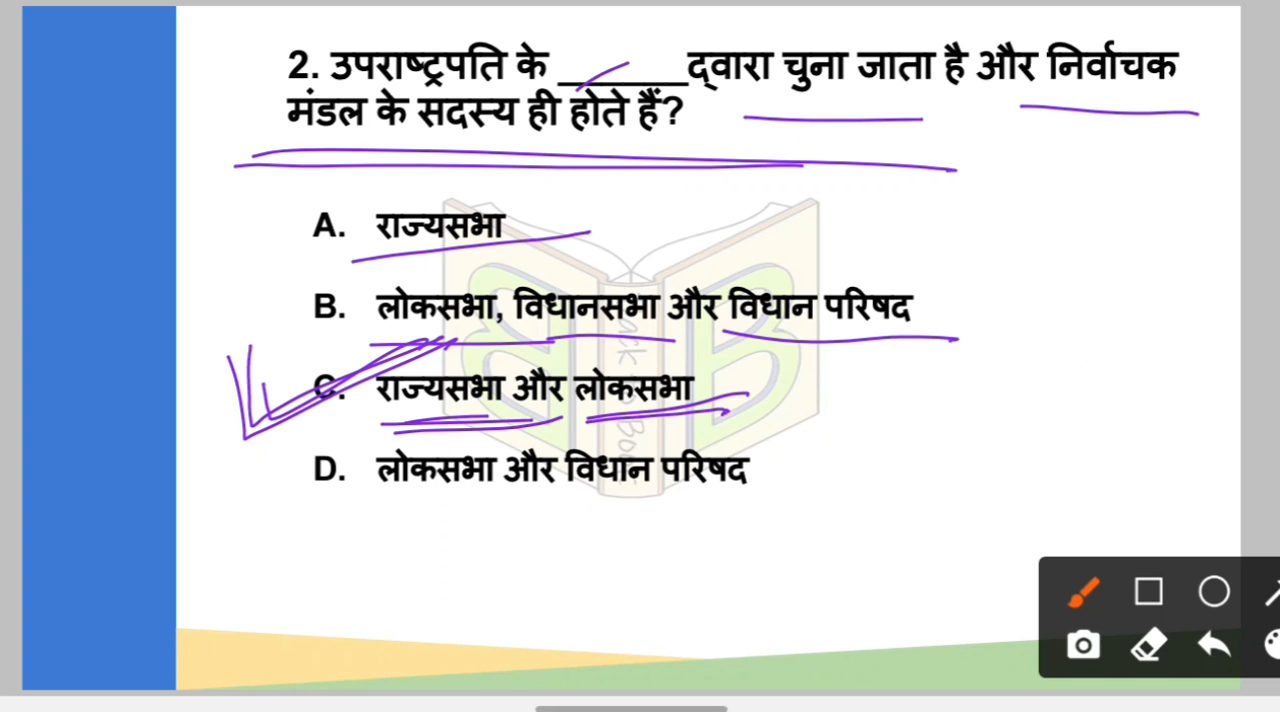 2. उपराष्ट्रपति के ______द्वारा चुना जाता है और निर्वाचक
मंडल के सदस्य ही होते हैं?
A. राज्यसभा
B. लोकसभा, विधानसभा और विधान परिषद
C. राज्यसभा और लोकसभा
D. लोकसभा और विधान परिषद